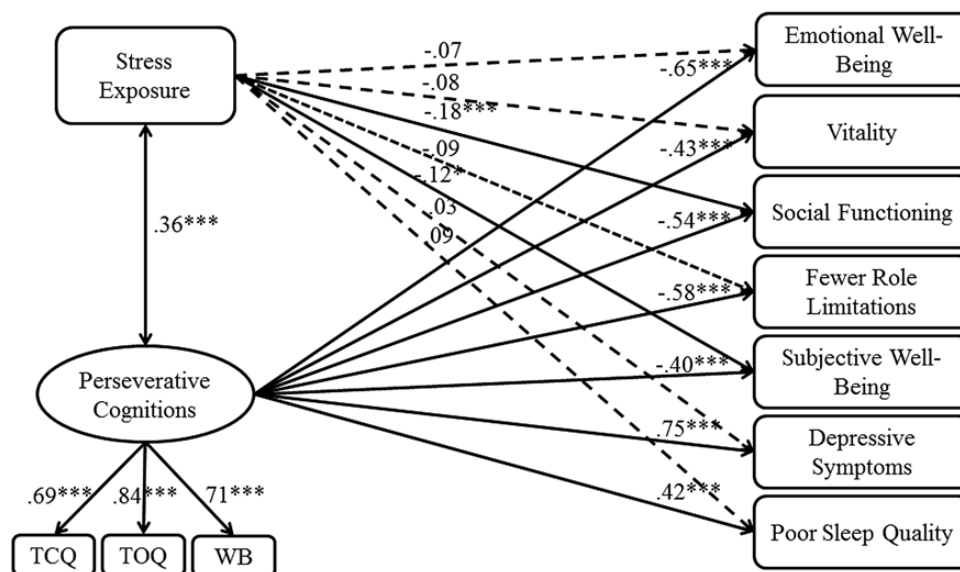 Stress
Exposure
.36***
Perseverative
Cognitions
.69***
.84***
.71***
TCQ
TOQ
WB
-.07
-.08
-.18***
-.09
-.12*
.03
.09
-.65***
-.43***
-.54***
-.58***
-.40***
.75***
.42***
Emotional Well-
Being
Vitality
Social Functioning
Fewer Role
Limitations
Subjective Well-
Being
Depressive
Symptoms
Poor Sleep Quality